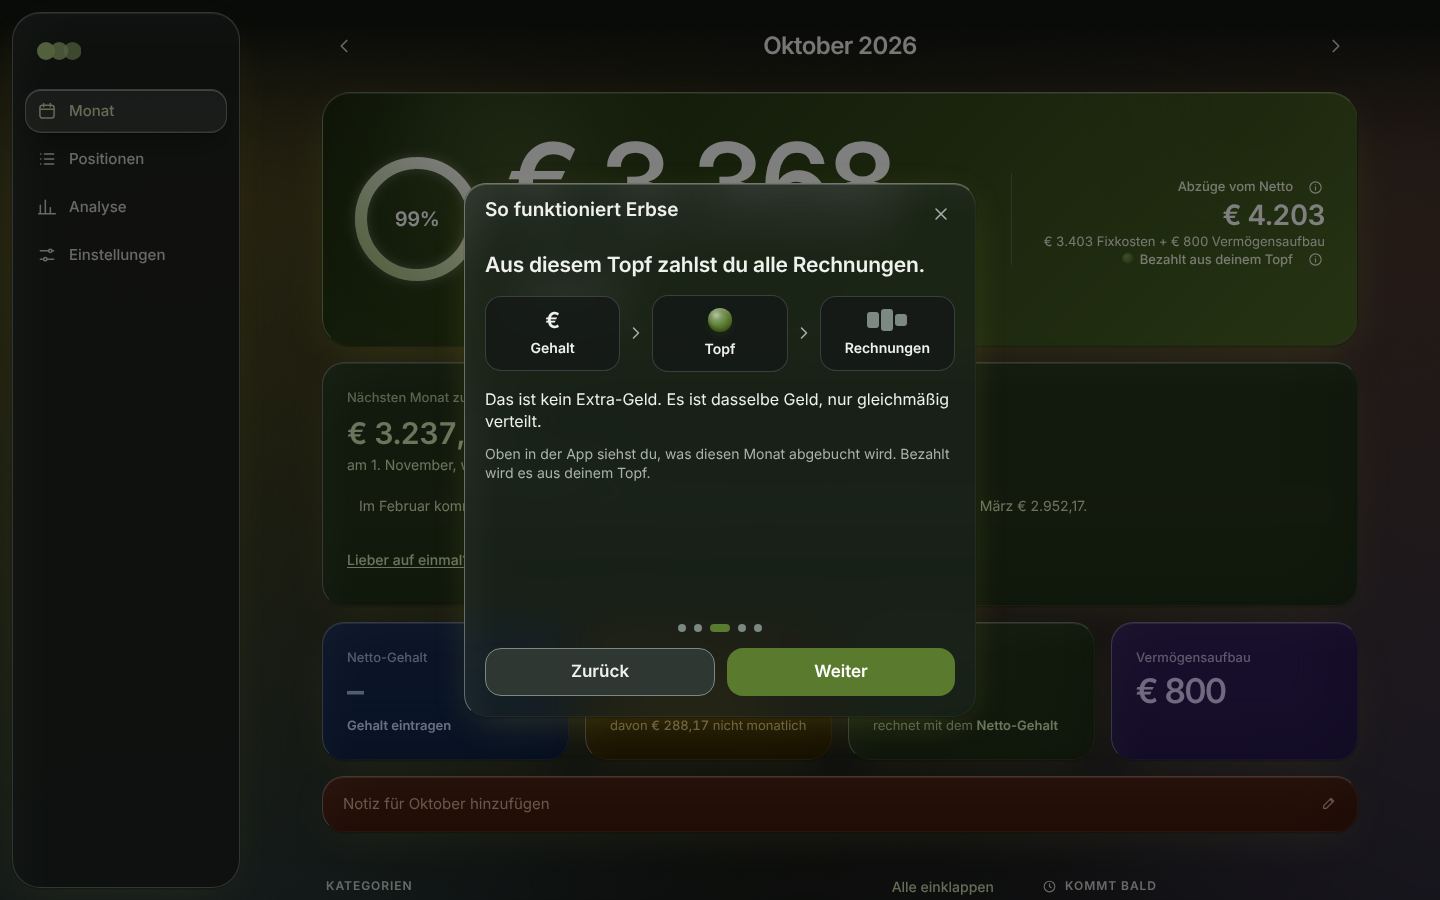 Oktober 2026
Monat
Positionen
Analyse
Einstellungen
99%
Abzüge vom Netto
€ 4.203
€ 3.403 Fixkosten + € 800 Vermögensaufbau
Bezahlt aus deinem Topf
So funktioniert Erbse
Aus diesem Topf zahlst du alle Rechnungen.
€
Gehalt
Topf
Rechnungen
Das ist kein Extra-Geld. Es ist dasselbe Geld, nur gleichmäßig
verteilt.
Oben in der App siehst du, was diesen Monat abgebucht wird. Bezahlt
wird es aus deinem Topf.
Zurück
Weiter
Nächsten Monat
€ 3.237,
am 1. November,
Im Februar
März € 2.952,17.
Lieber auf einmal
Netto-Gehalt
–
Gehalt eintragen
davon € 288,17 nicht monatlich
rechnet mit dem Netto-Gehalt
Vermögensaufbau
€ 800
Notiz für Oktober hinzufügen
KATEGORIEN
Alle einklappen
KOMMT BALD